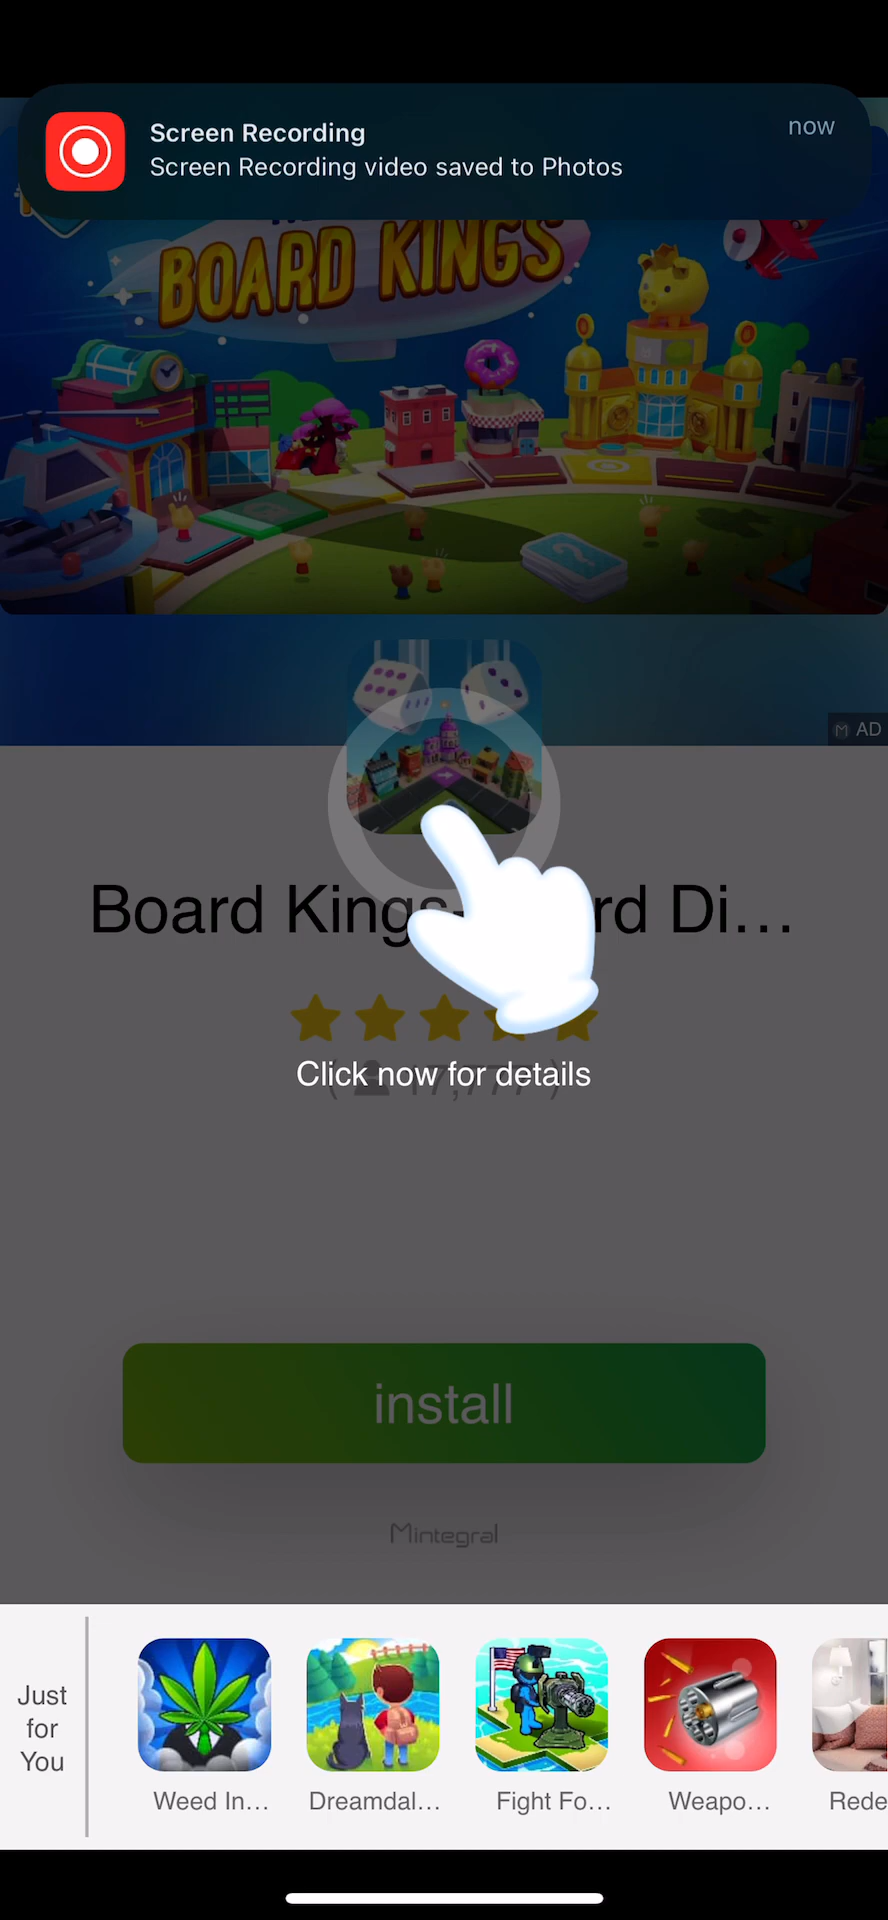 Screen Recording
now
Screen Recording video saved to Photos
BOARD KINGS
AD
Board Kings rd Di...
Click now for details
install
Mintegral
Just
for
You
Weed In...
Dreamdal...
Fight Fo...
Weapo...
Rede